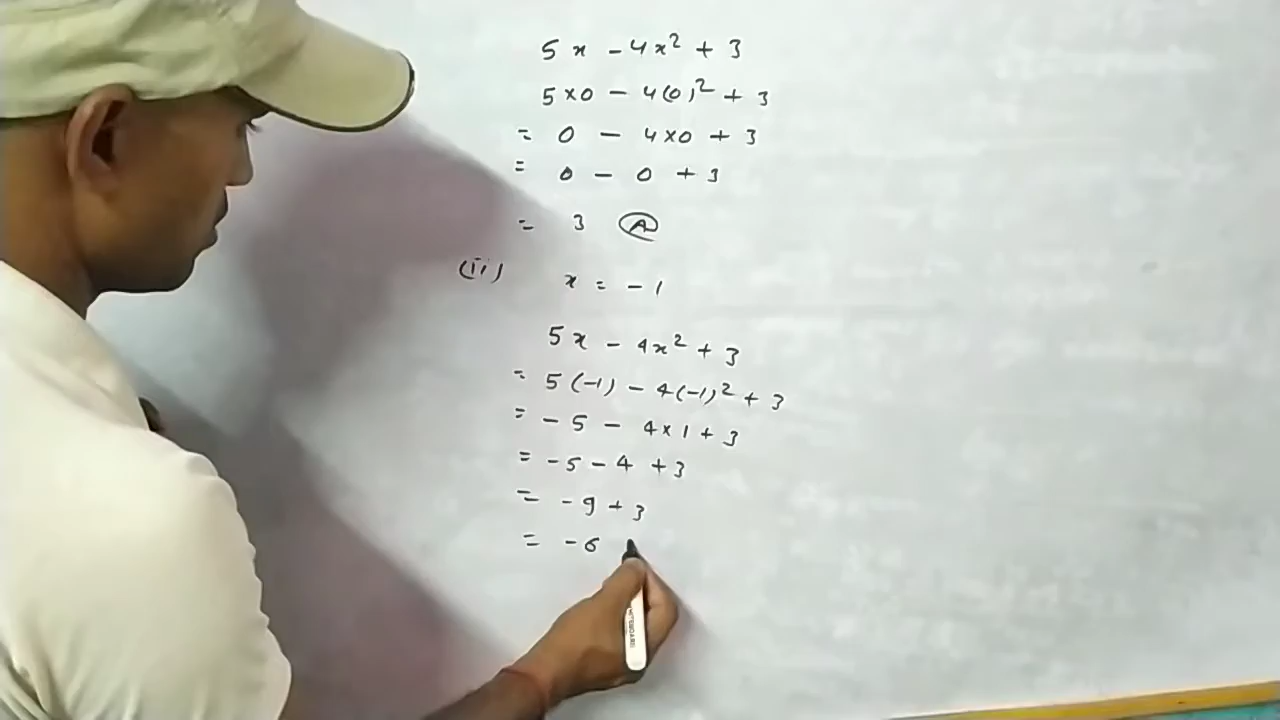 5x - 4x² + 3
5×0 - 4(0)² + 3
= 0 - 4×0 + 3
= 0 - 0 + 3
= 3 Ⓐ
(ii) x = -1
5x - 4x² + 3
= 5(-1) - 4(-1)² + 3
= -5 - 4×1 + 3
= -5 - 4 + 3
= -9 + 3
= -6